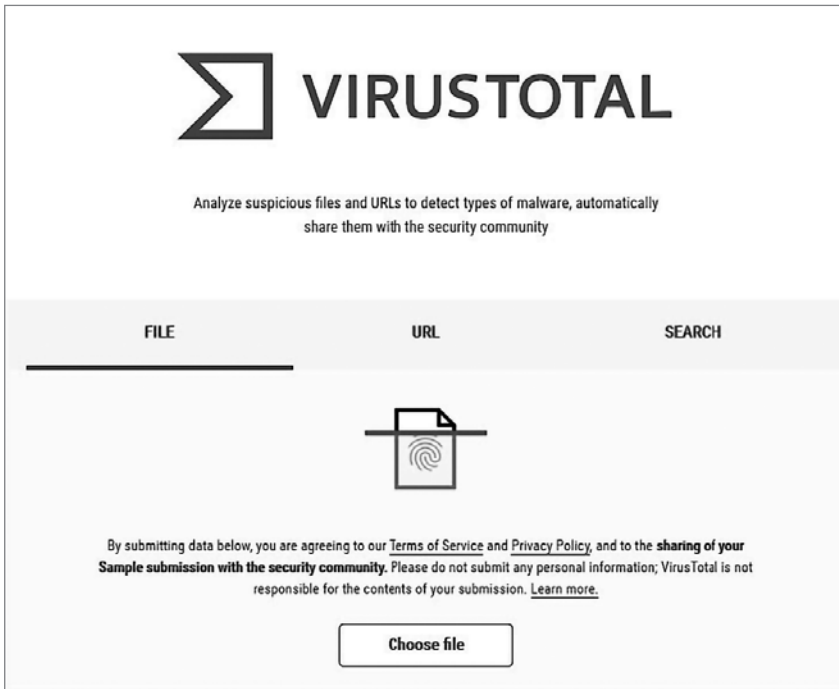 VIRUSTOTAL
Analyze suspicious files and URLs to detect types of malware, automatically
share them with the security community
FILE URL SEARCH
By submitting data below, you are agreeing to our Terms of Service and Privacy Policy, and to the sharing of your
Sample submission with the security community. Please do not submit any personal information; VirusTotal is not
responsible for the contents of your submission. Learn more.
Choose file